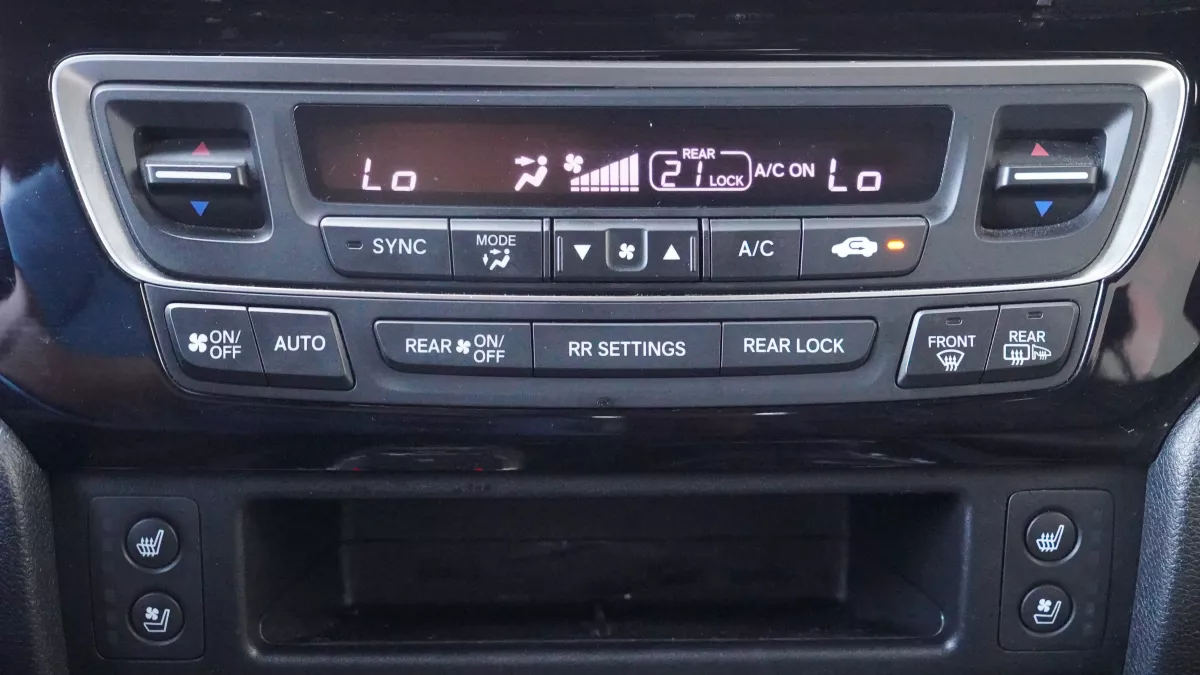 Lo REAR 21 LOCK A/C ON Lo
SYNC MODE A/C
ON/OFF AUTO REAR ON/OFF RR SETTINGS REAR LOCK FRONT REAR